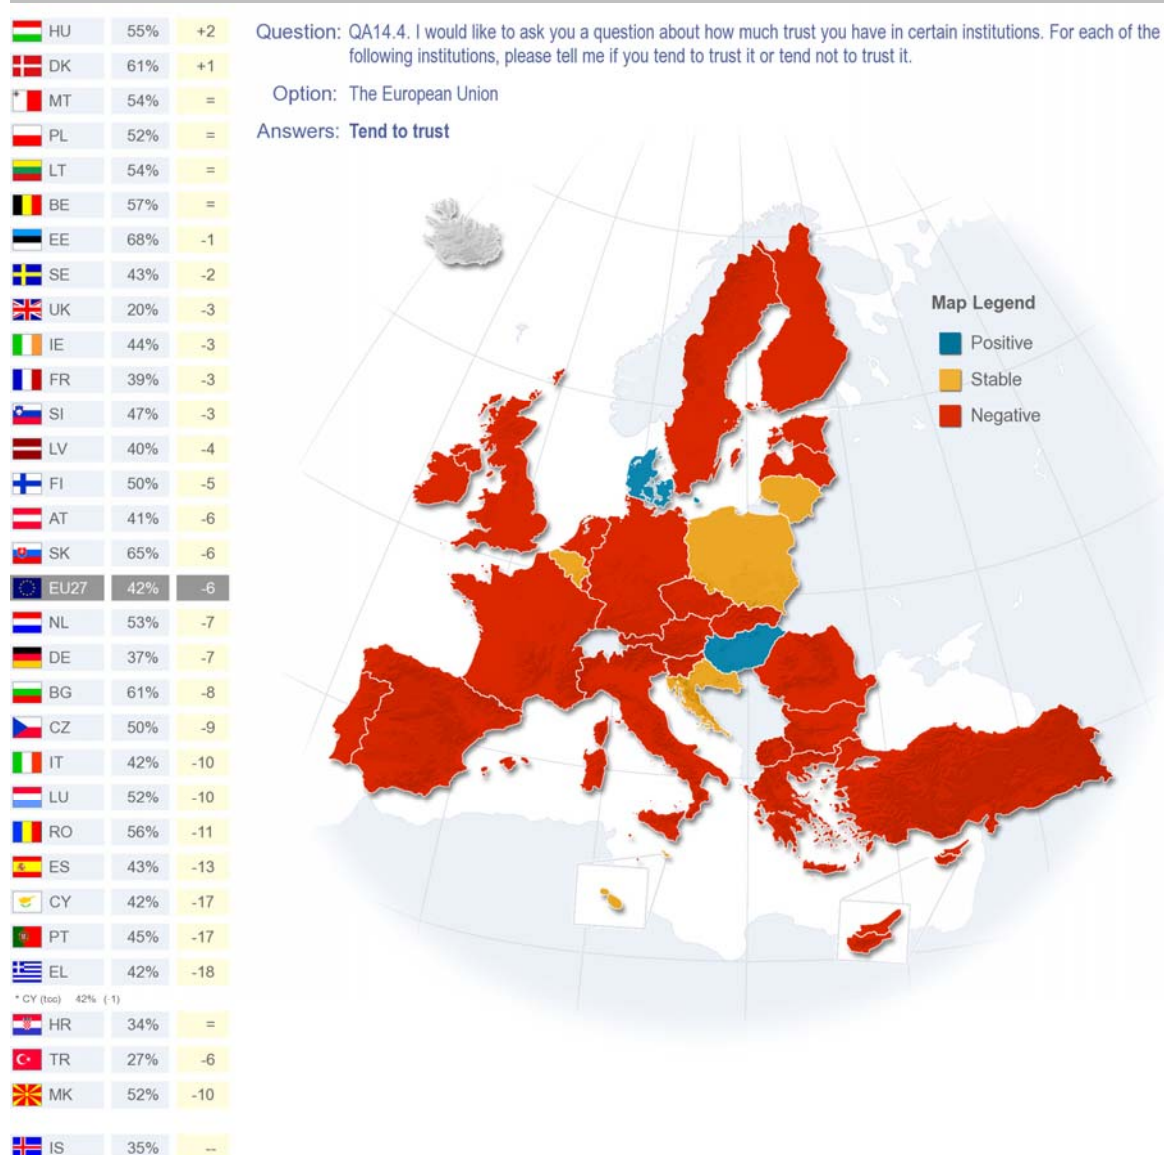 HU 55% +2
DK 61% +1
MT 54% =
PL 52% =
LT 54% =
BE 57% =
EE 68% -1
SE 43% -2
UK 20% -3
IE 44% -3
FR 39% -3
SI 47% -3
LV 40% -4
FI 50% -5
AT 41% -6
SK 65% -6
EU27 42% -6
NL 53% -7
DE 37% -7
BG 61% -8
CZ 50% -9
IT 42% -10
LU 52% -10
RO 56% -11
ES 43% -13
CY 42% -17
PT 45% -17
EL 42% -18
* CY (tcc) 42% (-1)
HR 34% =
TR 27% -6
MK 52% -10
IS 35% --
Question: QA14.4. I would like to ask you a question about how much trust you have in certain institutions. For each of the
following institutions, please tell me if you tend to trust it or tend not to trust it.
Option: The European Union
Answers: Tend to trust
Map Legend
Positive
Stable
Negative